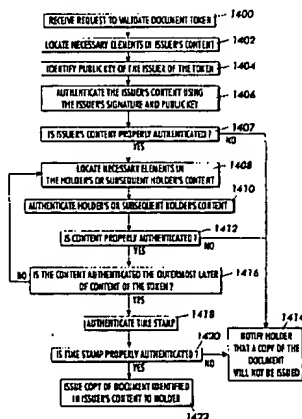 RECEIVE REQUEST TO VALIDATE DOCUMENT TOKEN
1400
LOCATE NECESSARY ELEMENTS IN ISSUER'S CONTENT
1402
IDENTIFY PUBLIC KEY OF THE ISSUER OF THE TOKEN
1404
AUTHENTICATE THE ISSUER'S CONTENT USING
THE ISSUER'S SIGNATURE AND PUBLIC KEY
1406
IS ISSUER'S CONTENT PROPERLY AUTHENTICATED ?
1407
YES
NO
LOCATE NECESSARY ELEMENTS IN
THE HOLDER'S OR SUBSEQUENT HOLDER'S CONTENT
1408
1410
AUTHENTICATE HOLDER'S OR SUBSEQUENT HOLDER'S CONTENT
IS CONTENT PROPERLY AUTHENTICATED ?
1412
YES
NO
IS THE CONTENT AUTHENTICATED THE OUTERMOST LAYER
OF CONTENT OF THE TOKEN ?
1416
NO
YES
1418
AUTHENTICATE TIME STAMP
1420
IS TIME STAMP PROPERLY AUTHENTICATED ?
NO
YES
1414
NOTIFY HOLDER
THAT A COPY OF THE
DOCUMENT
WILL NOT BE ISSUED
ISSUE COPY OF DOCUMENT IDENTIFIED
IN ISSUER'S CONTENT TO HOLDER
1422